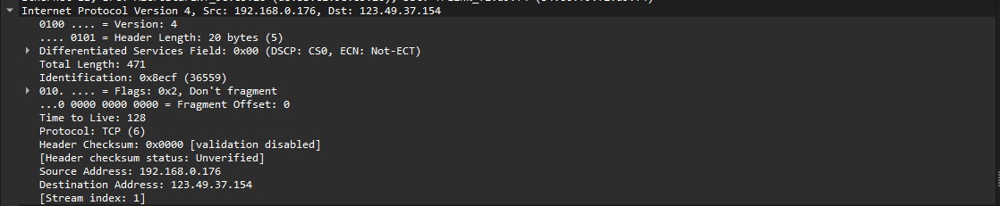 Internet Protocol Version 4, Src: 192.168.0.176, Dst: 123.49.37.154
0100 .... = Version: 4
.... 0101 = Header Length: 20 bytes (5)
Differentiated Services Field: 0x00 (DSCP: CS0, ECN: Not-ECT)
Total Length: 471
Identification: 0x8ecf (36559)
010. .... = Flags: 0x2, Don't fragment
...0 0000 0000 0000 = Fragment Offset: 0
Time to Live: 128
Protocol: TCP (6)
Header Checksum: 0x0000 [validation disabled]
[Header checksum status: Unverified]
Source Address: 192.168.0.176
Destination Address: 123.49.37.154
[Stream index: 1]